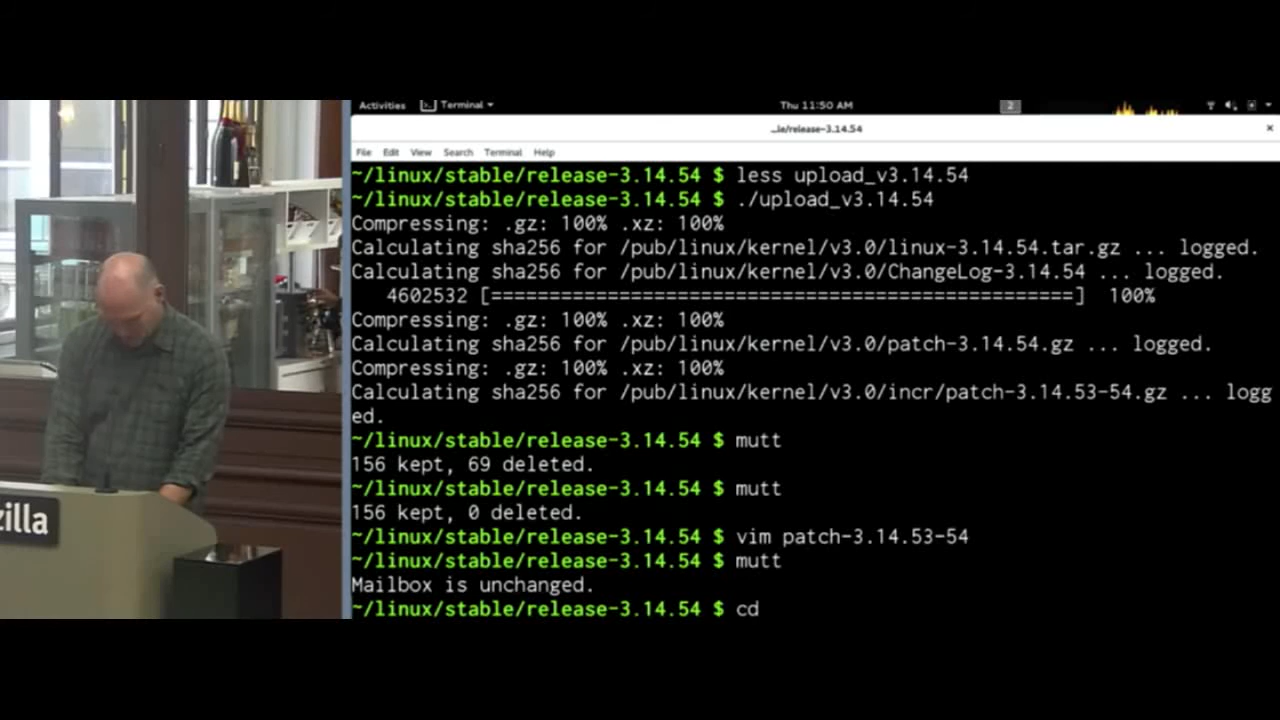 Activities
Terminal
Thu 11:50 AM
2
...le/release-3.14.54
File Edit View Search Terminal Help
~/linux/stable/release-3.14.54 $ less upload_v3.14.54
~/linux/stable/release-3.14.54 $ ./upload_v3.14.54
Compressing: .gz: 100% .xz: 100%
Calculating sha256 for /pub/linux/kernel/v3.0/linux-3.14.54.tar.gz ... logged.
Calculating sha256 for /pub/linux/kernel/v3.0/ChangeLog-3.14.54 ... logged.
4602532 [===================================================] 100%
Compressing: .gz: 100% .xz: 100%
Calculating sha256 for /pub/linux/kernel/v3.0/patch-3.14.54.gz ... logged.
Compressing: .gz: 100% .xz: 100%
Calculating sha256 for /pub/linux/kernel/v3.0/incr/patch-3.14.53-54.gz ... logg
ed.
~/linux/stable/release-3.14.54 $ mutt
156 kept, 69 deleted.
~/linux/stable/release-3.14.54 $ mutt
156 kept, 0 deleted.
~/linux/stable/release-3.14.54 $ vim patch-3.14.53-54
~/linux/stable/release-3.14.54 $ mutt
Mailbox is unchanged.
~/linux/stable/release-3.14.54 $ cd
zilla